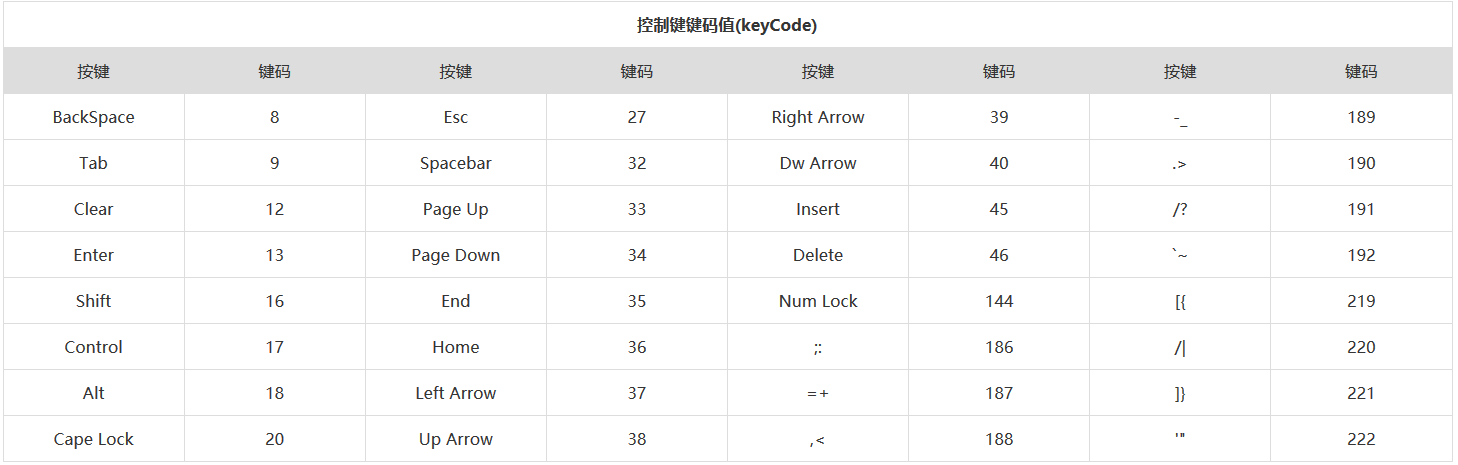 控制键键码值(keyCode)
按键 键码 按键 键码 按键 键码 按键 键码
BackSpace 8 Esc 27 Right Arrow 39 -_ 189
Tab 9 Spacebar 32 Dw Arrow 40 .> 190
Clear 12 Page Up 33 Insert 45 /? 191
Enter 13 Page Down 34 Delete 46 `~ 192
Shift 16 End 35 Num Lock 144 [{ 219
Control 17 Home 36 ;: 186 /| 220
Alt 18 Left Arrow 37 =+ 187 ]} 221
Cape Lock 20 Up Arrow 38 ,< 188 '" 222